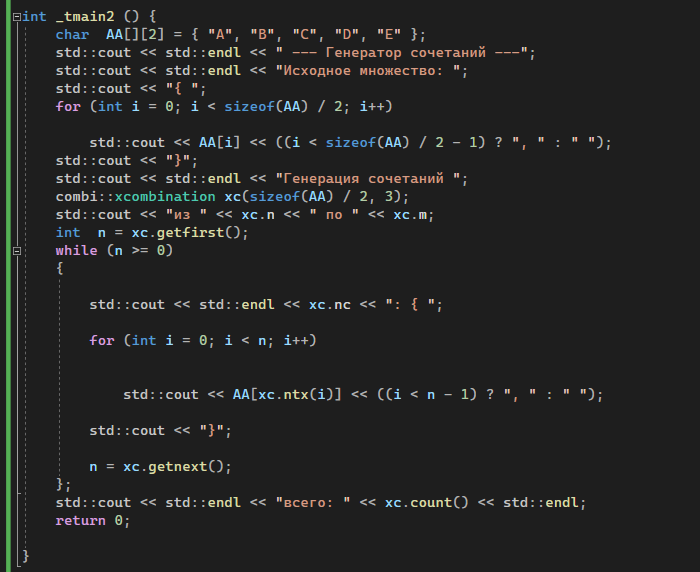 int _tmain2 () {
char  AA[][2] = { "A", "B", "C", "D", "E" };
std::cout << std::endl << " --- Генератор сочетаний ---";
std::cout << std::endl << "Исходное множество: ";
std::cout << "{ ";
for (int i = 0; i < sizeof(AA) / 2; i++)
std::cout << AA[i] << ((i < sizeof(AA) / 2 - 1) ? ", " : " ");
std::cout << "}";
std::cout << std::endl << "Генерация сочетаний ";
combi::xcombination xc(sizeof(AA) / 2, 3);
std::cout << "из " << xc.n << " по " << xc.m;
int  n = xc.getfirst();
while (n >= 0)
{
std::cout << std::endl << xc.nc << ": { ";
for (int i = 0; i < n; i++)
std::cout << AA[xc.ntx(i)] << ((i < n - 1) ? ", " : " ");
std::cout << "}";
n = xc.getnext();
};
std::cout << std::endl << "всего: " << xc.count() << std::endl;
return 0;
}